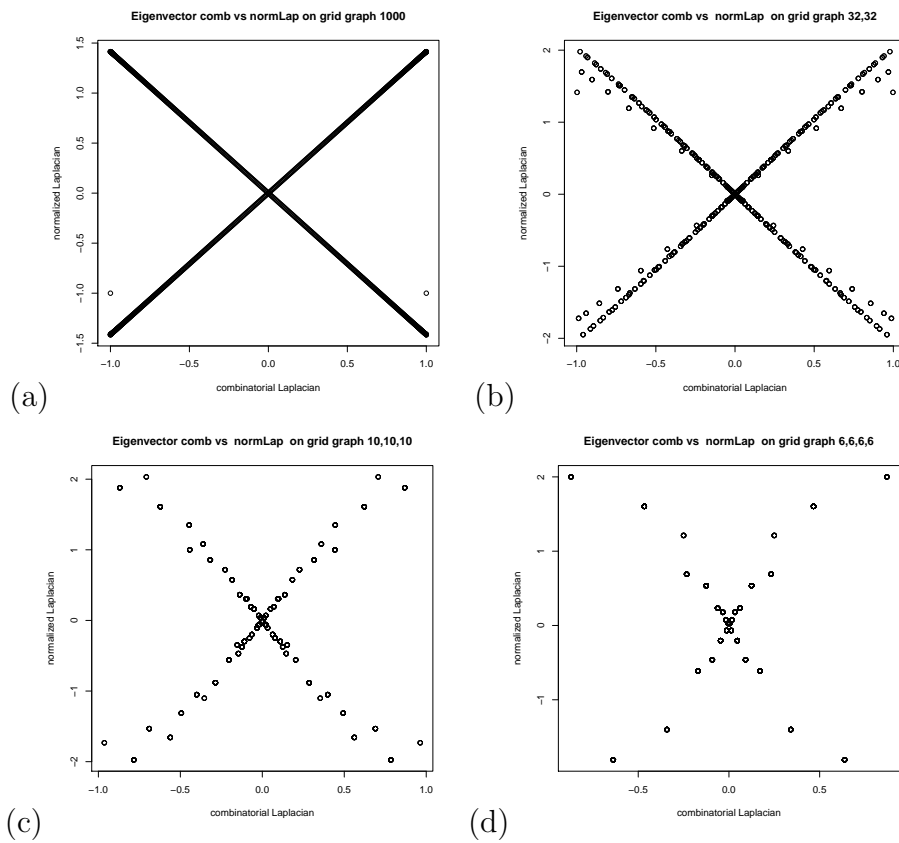 Eigenvector comb vs normLap on grid graph 1000
1.5
1.0
0.5
0.0
−0.5
−1.0
−1.5
normalized Laplacian
−1.0 −0.5 0.0 0.5 1.0
combinatorial Laplacian
(a)
Eigenvector comb vs normLap on grid graph 32,32
2
1
0
−1
−2
normalized Laplacian
−1.0 −0.5 0.0 0.5 1.0
combinatorial Laplacian
(b)
Eigenvector comb vs normLap on grid graph 10,10,10
2
1
0
−1
−2
normalized Laplacian
−1.0 −0.5 0.0 0.5 1.0
combinatorial Laplacian
(c)
Eigenvector comb vs normLap on grid graph 6,6,6,6
2
1
0
−1
normalized Laplacian
−0.5 0.0 0.5
combinatorial Laplacian
(d)